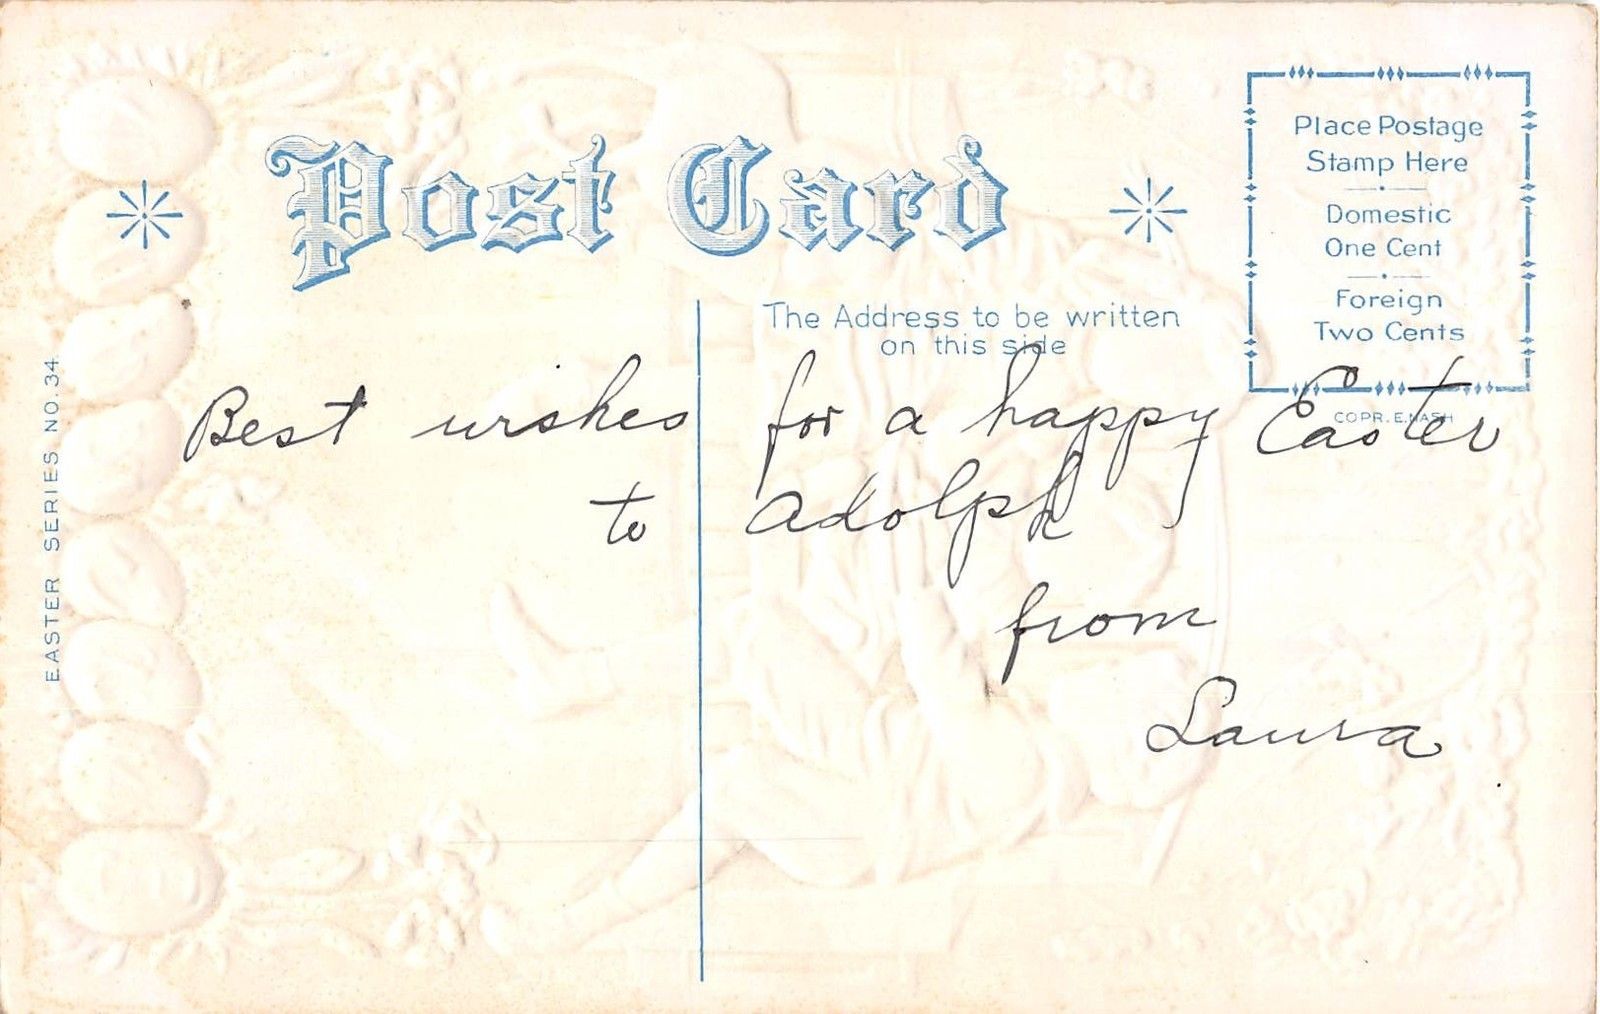 Post Card
Place Postage
Stamp Here
Domestic
One Cent
Foreign
Two Cents
COPR. E. NASH
The Address to be written
on this side
EASTER SERIES NO. 34
Best wishes for a happy Easter
to Adolph
from
Laura